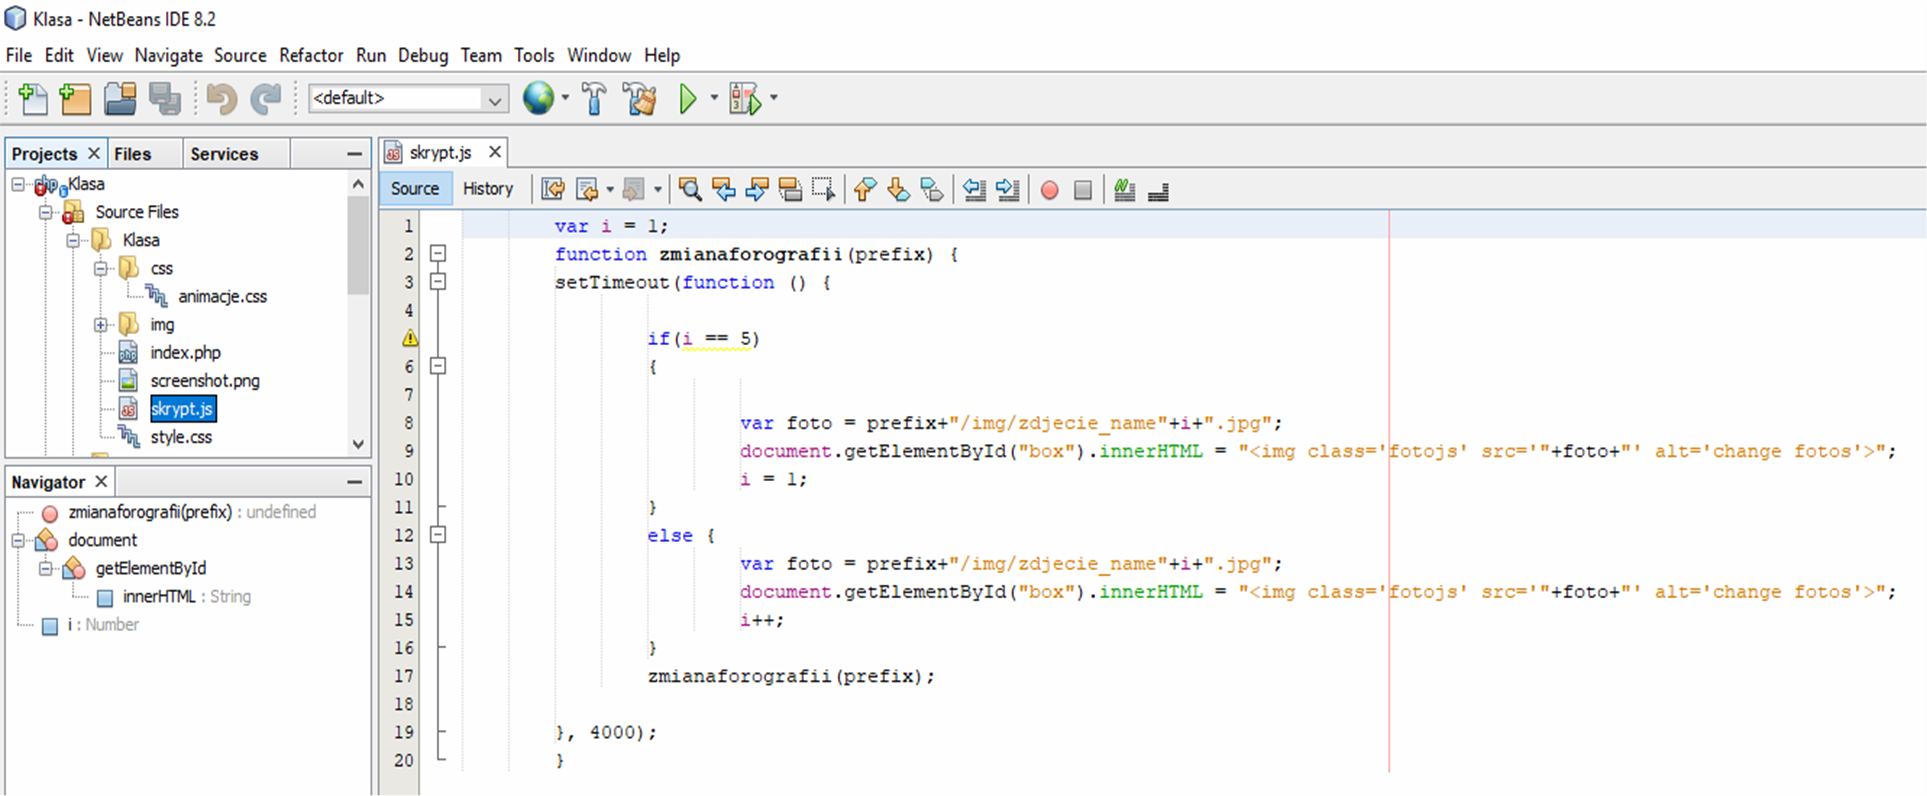 Klasa - NetBeans IDE 8.2
File Edit View Navigate Source Refactor Run Debug Team Tools Window Help
<default>
Projects Files Services
Klasa
Source Files
Klasa
css
animacje.css
img
index.php
screenshot.png
skrypt.js
style.css
Navigator
zmianaforografii(prefix) : undefined
document
getElementById
innerHTML : String
i : Number
skrypt.js
Source History
1 var i = 1;
2 function zmianaforografii(prefix) {
3 setTimeout(function () {
4
if(i == 5)
6 {
7
8 var foto = prefix+"/img/zdjecie_name"+i+".jpg";
9 document.getElementById("box").innerHTML = "<img class='fotojs' src='"+foto+"' alt='change fotos'>";
10 i = 1;
11 }
12 else {
13 var foto = prefix+"/img/zdjecie_name"+i+".jpg";
14 document.getElementById("box").innerHTML = "<img class='fotojs' src='"+foto+"' alt='change fotos'>";
15 i++;
16 }
17 zmianaforografii(prefix);
18
19 }, 4000);
20 }